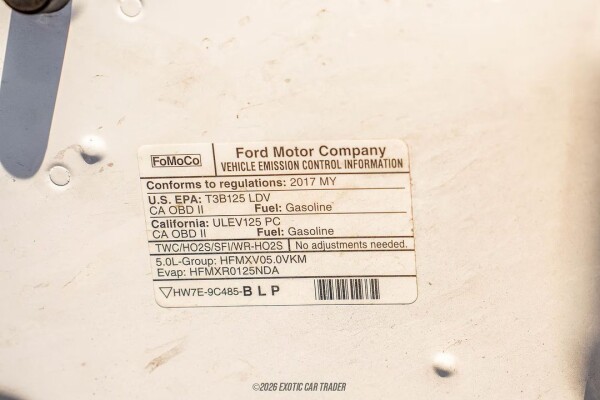 FoMoCo
Ford Motor Company
VEHICLE EMISSION CONTROL INFORMATION
Conforms to regulations: 2017 MY
U.S. EPA: T3B125 LDV
CA OBD II Fuel: Gasoline
California: ULEV125 PC
CA OBD II Fuel: Gasoline
TWC/HO2S/SFI/WR-HO2S No adjustments needed.
5.0L-Group: HFMXV05.0VKM
Evap: HFMXR0125NDA
HW7E-9C485-BLP
©2026 EXOTIC CAR TRADER